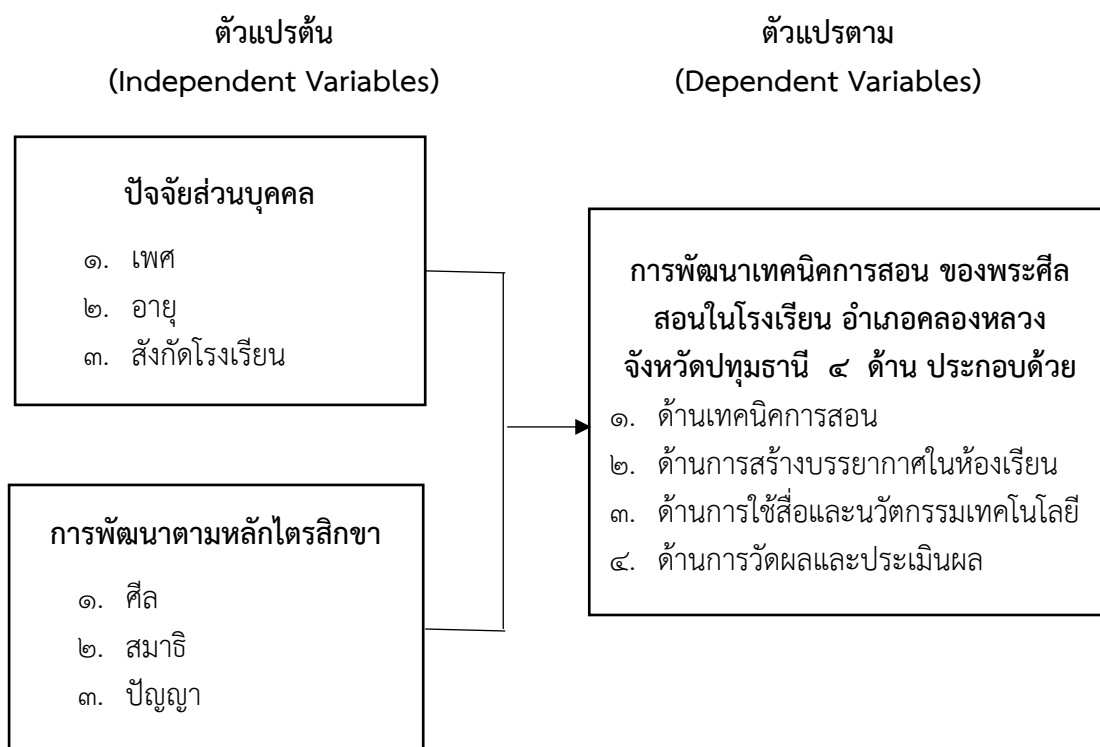 ตัวแปรต้น
(Independent Variables)
ปัจจัยส่วนบุคคล
๑. เพศ
๒. อายุ
๓. สังกัดโรงเรียน
การพัฒนาตามหลักไตรสิกขา
๑. ศีล
๒. สมาธิ
๓. ปัญญา
ตัวแปรตาม
(Dependent Variables)
การพัฒนาเทคนิคการสอน ของพระศีล
สอนในโรงเรียน อำเภอคลองหลวง
จังหวัดปทุมธานี ๔ ด้าน ประกอบด้วย
๑. ด้านเทคนิคการสอน
๒. ด้านการสร้างบรรยากาศในห้องเรียน
๓. ด้านการใช้สื่อและนวัตกรรมเทคโนโลยี
๔. ด้านการวัดผลและประเมินผล